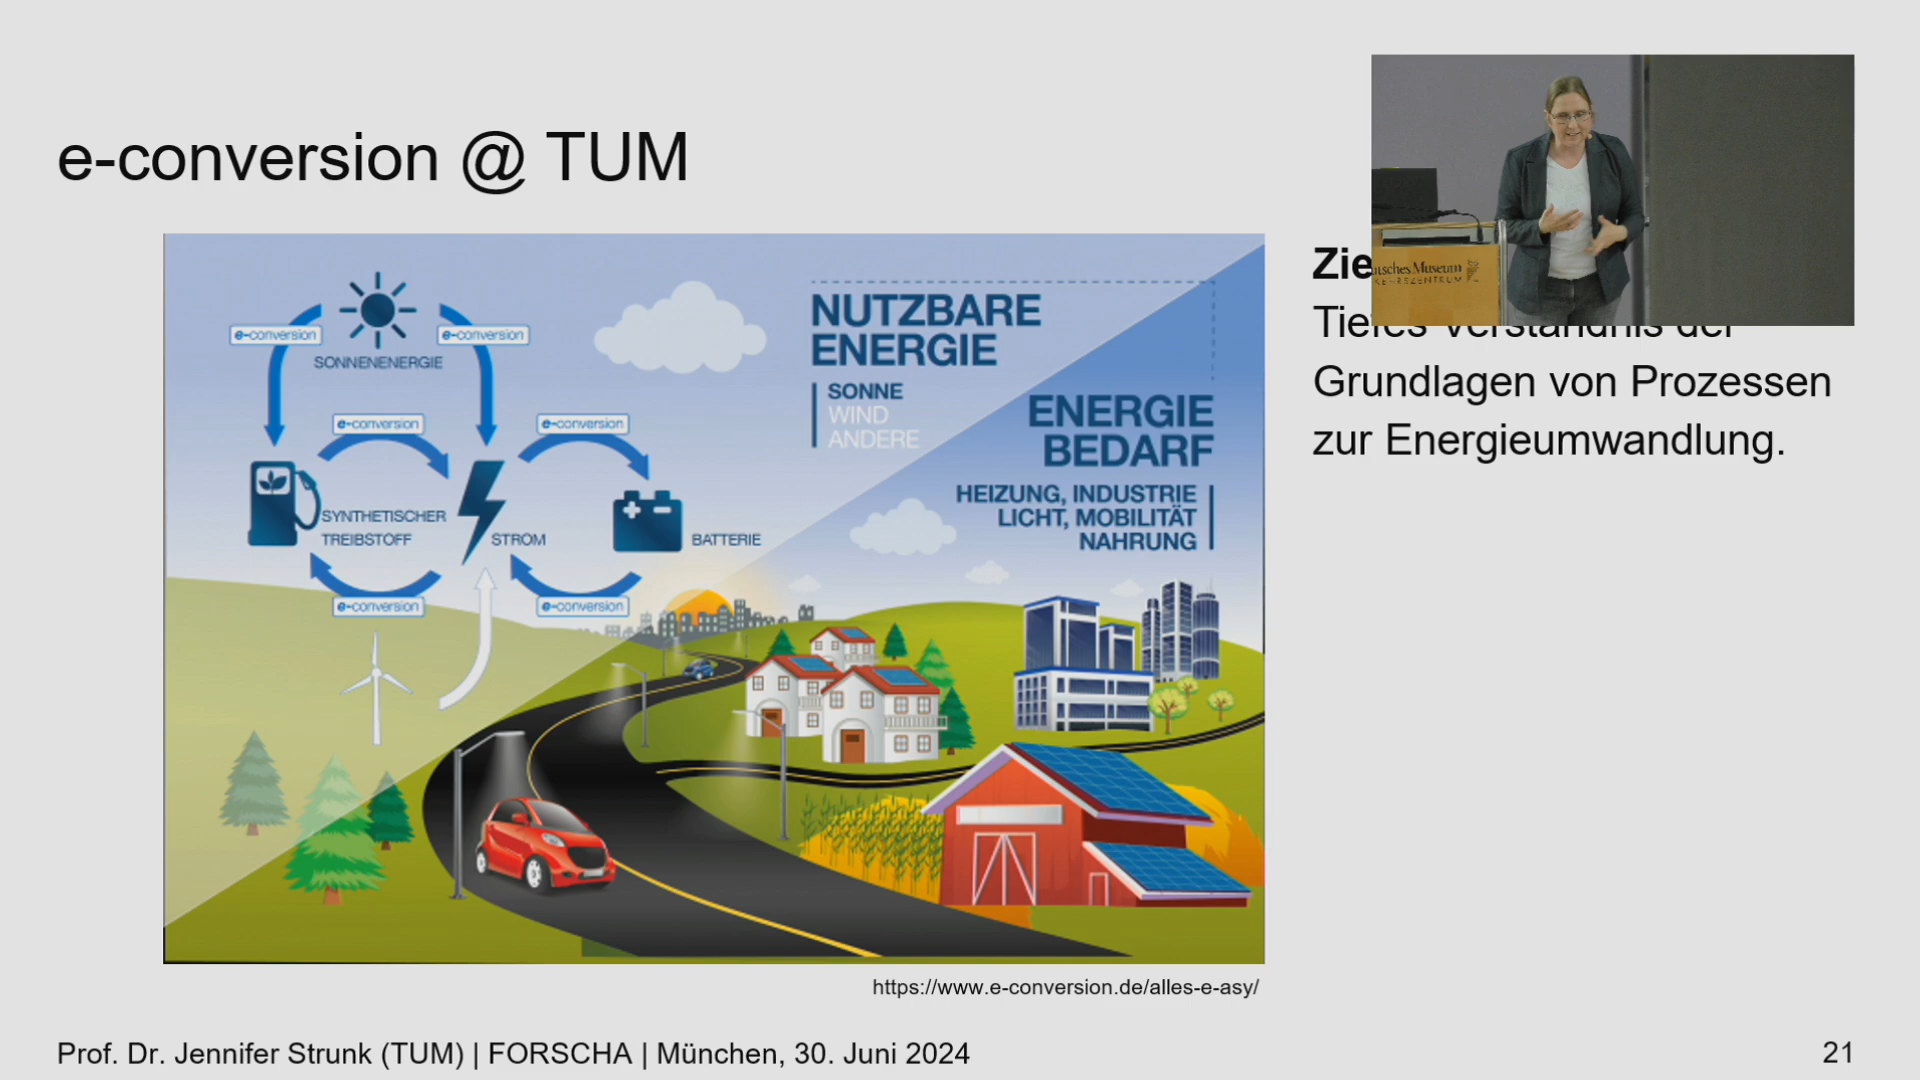 e-conversion @ TUM
e-conversion
e-conversion
SONNENENERGIE
e-conversion
e-conversion
SYNTHETISCHER
TREIBSTOFF
STROM
BATTERIE
e-conversion
e-conversion
NUTZBARE
ENERGIE
SONNE
WIND
ANDERE
ENERGIE
BEDARF
HEIZUNG, INDUSTRIE
LICHT, MOBILITÄT
NAHRUNG
Tiefes Verständnis der
Grundlagen von Prozessen
zur Energieumwandlung.
Museum
https://www.e-conversion.de/alles-e-asy/
Prof. Dr. Jennifer Strunk (TUM) | FORSCHA | München, 30. Juni 2024
21